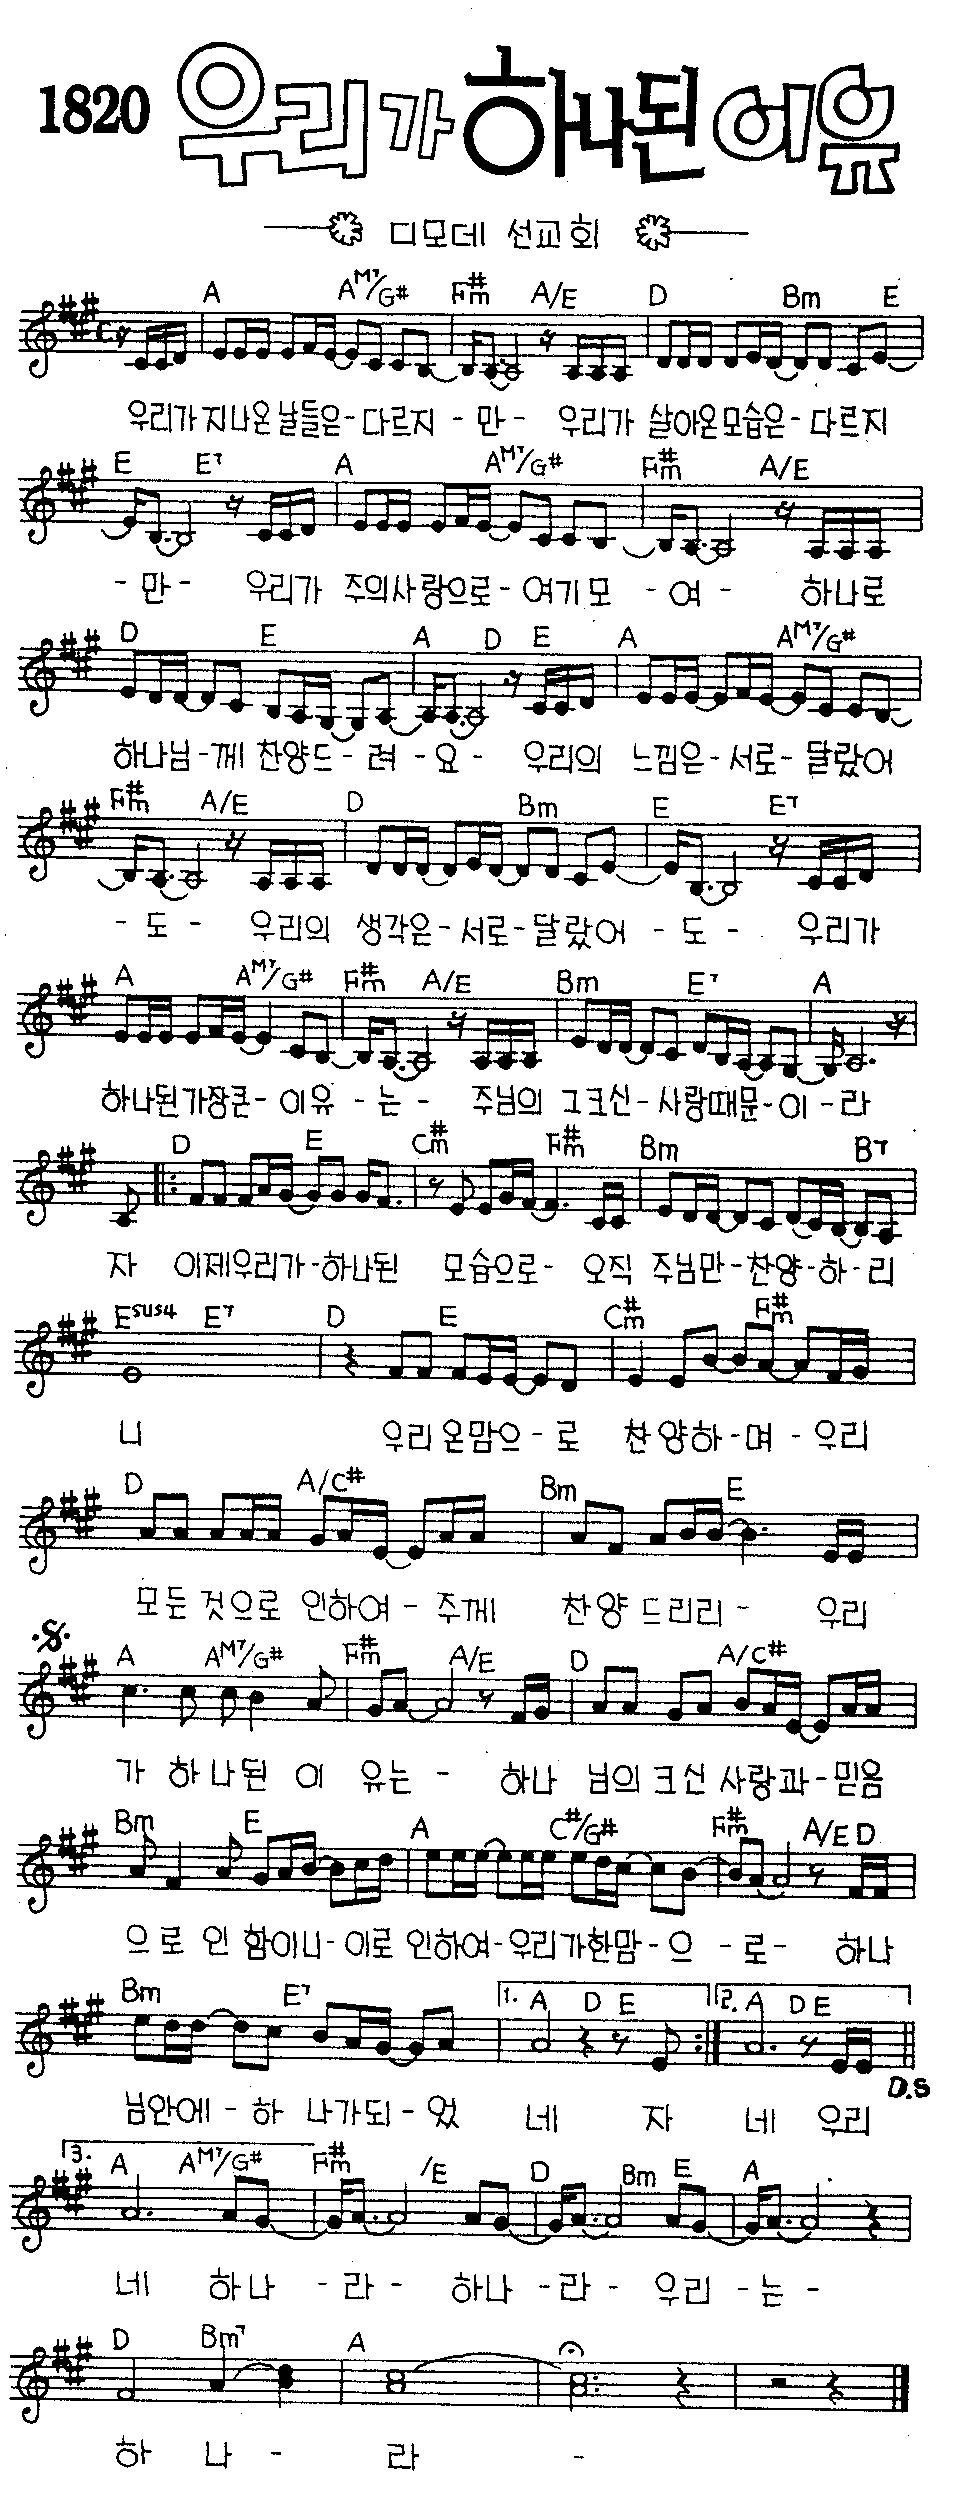 1820 우리가 하나된 이유
디모데 선교회
A AM7/G# F#m A/E D Bm E
우리가 지나온 날들은-다르지 - 만 - 우리가 살아온 모습은-다르지
E E7 A AM7/G# F#m A/E
- 만 - 우리가 주의사랑으로-여기모 - 여 - 하나로
D E A D E A AM7/G#
하나님-께 찬양드-려 - 요 - 우리의 느낌은-서로-달랐어
F#m A/E D Bm E E7
- 도 - 우리의 생각은-서로-달랐어 - 도 - 우리가
A AM7/G# F#m A/E Bm E7 A
하나된가장큰- 이유 - 는 - 주님의 그크신-사랑때문-이-라
D E C#m F#m Bm B7
자 이제우리가-하나된 모습으로- 오직 주님만-찬양-하-리
Esus4 E7 D E C#m F#m
니 우리 온맘으-로 찬양하-며 - 우리
D A/C# Bm E
모든 것으로 인하여- 주께 찬양 드리리 - 우리
A AM7/G# F#m A/E D A/C#
가 하나된 이 유는 - 하나 님의 크신 사랑과-믿음
Bm E A C#/G# F#m A/E D
으로 인 함이니-이로 인하여-우리가한맘-으 - 로 - 하나
Bm E7 1. A D E 2. A D E
님안에-하 나가되-었 네 자 네 우리
D.S
3. A AM7/G# F#m /E D Bm E A
네 하나 - 라 - 하나 - 라 - 우리 - 는 -
D Bm7 A
하 나 - 라 -